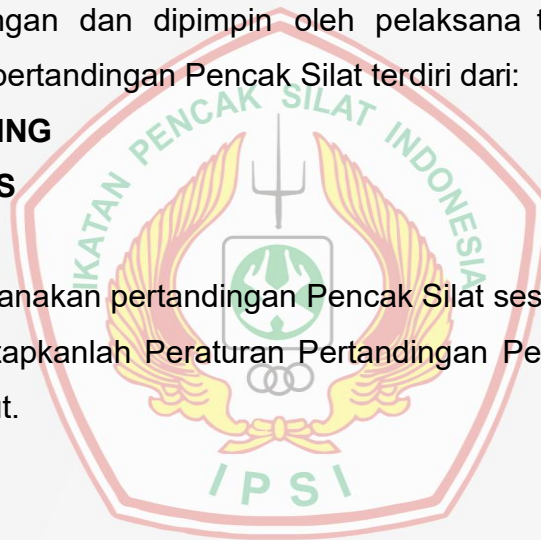 ngan dan dipimpin oleh pelaksana t
pertandingan Pencak Silat terdiri dari:
ING
S
anakan pertandingan Pencak Silat ses
tapkanlah Peraturan Pertandingan Pe
ut.
IKATAN PENCAK SILAT INDONESIA
IPSI